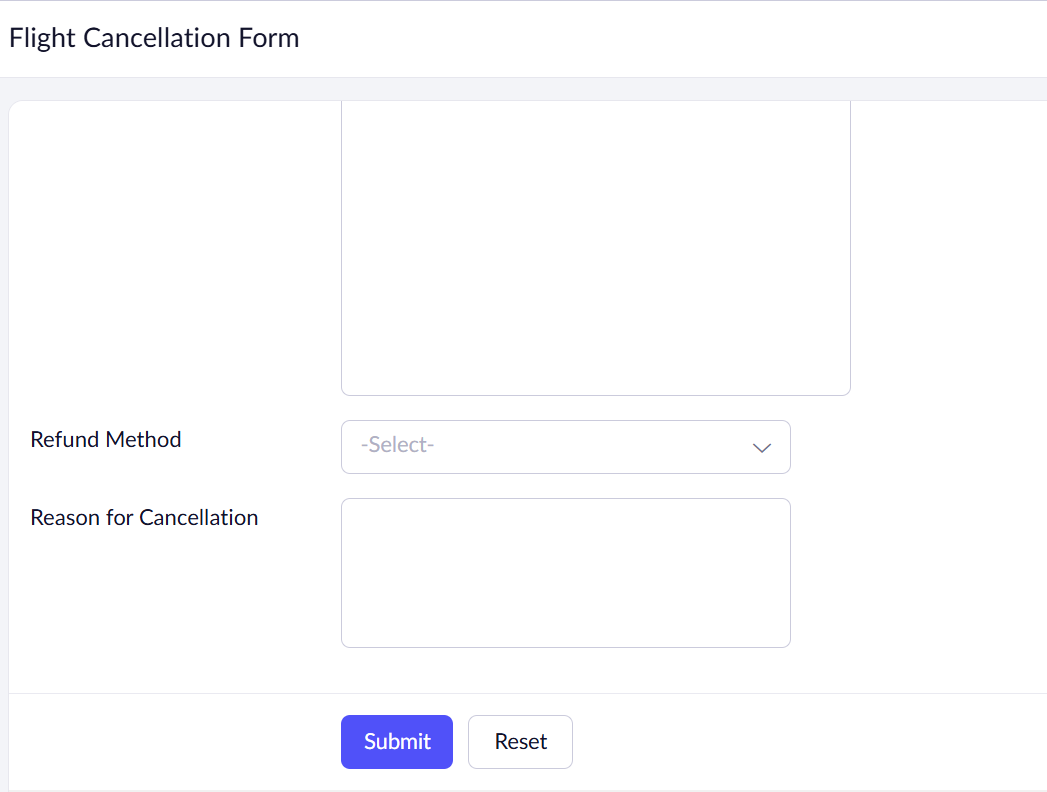 Flight Cancellation Form
Refund Method
-Select-
Reason for Cancellation
Submit
Reset